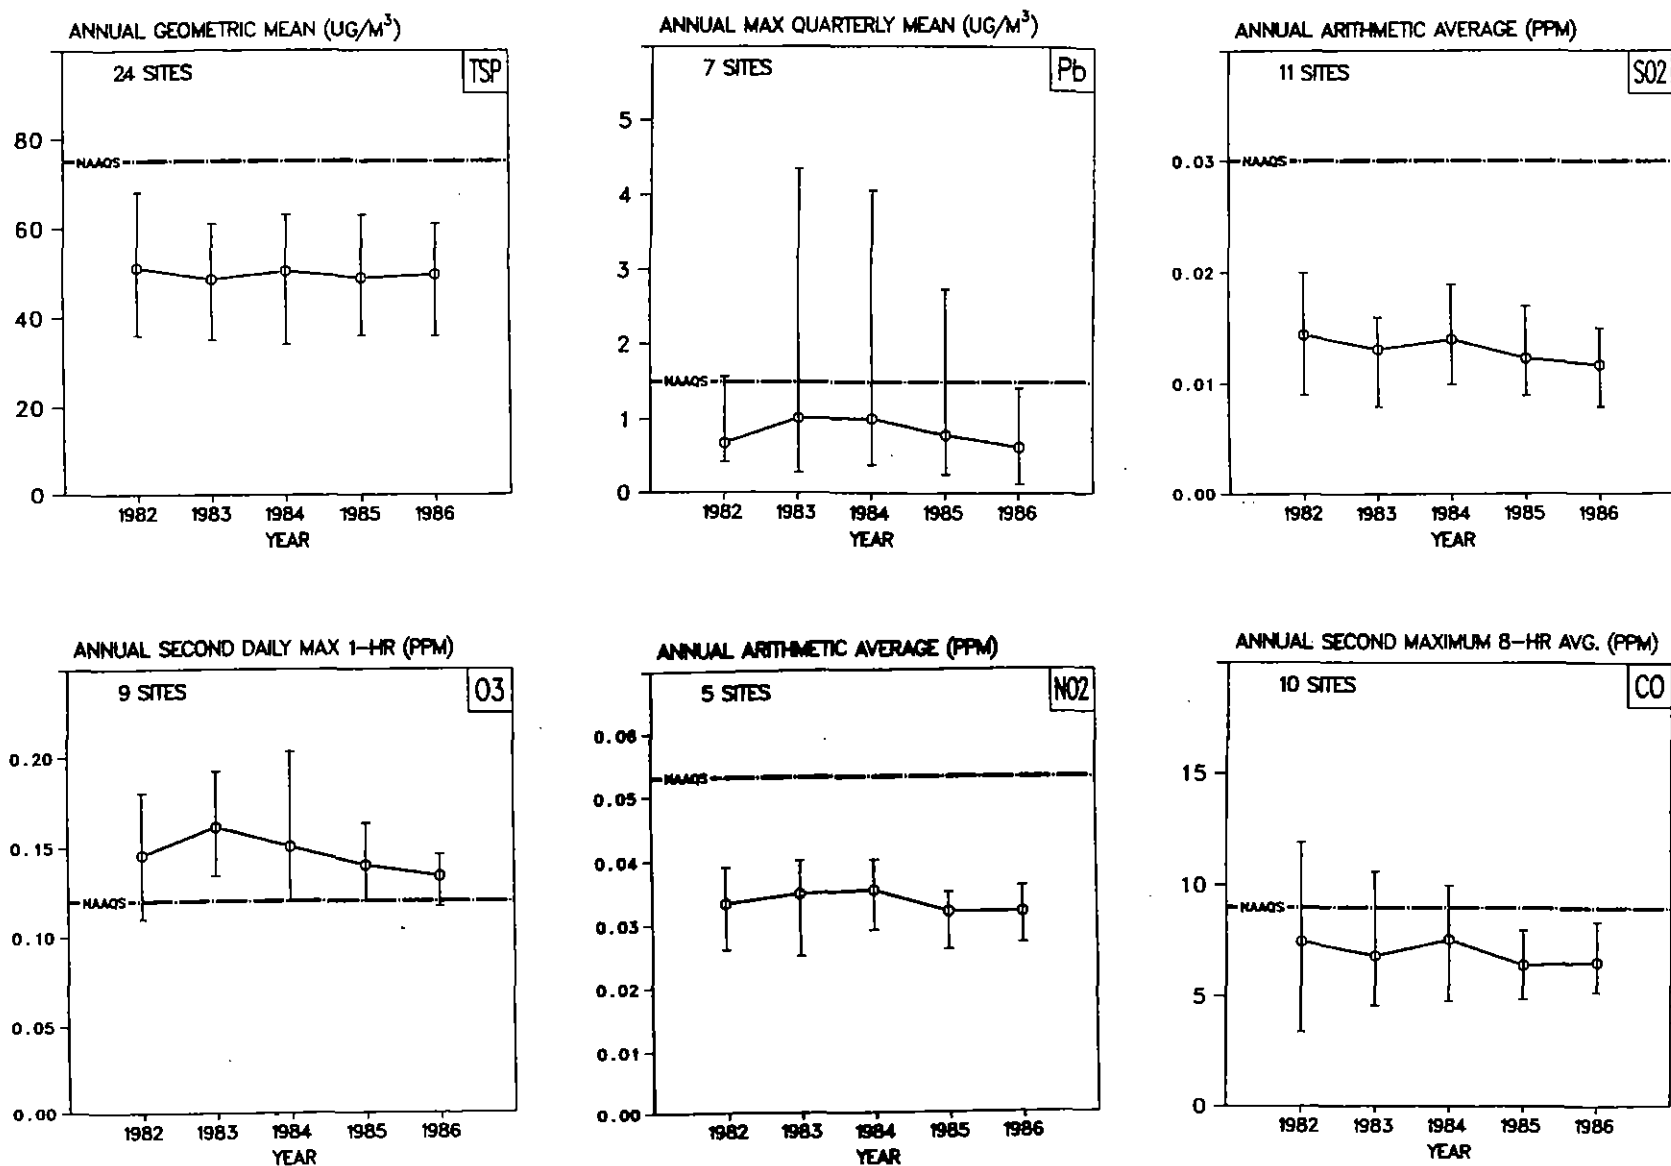 ANNUAL GEOMETRIC MEAN (UG/M³)
24 SITES
TSP
80
NAAQS
60
40
20
0
1982 1983 1984 1985 1986
YEAR
ANNUAL MAX QUARTERLY MEAN (UG/M³)
7 SITES
Pb
5
4
3
2
NAAQS
1
0
1982 1983 1984 1985 1986
YEAR
ANNUAL ARITHMETIC AVERAGE (PPM)
11 SITES
SO2
0.03
NAAQS
0.02
0.01
0.00
1982 1983 1984 1985 1986
YEAR
ANNUAL SECOND DAILY MAX 1-HR (PPM)
9 SITES
O3
0.20
0.15
NAAQS
0.10
0.05
0.00
1982 1983 1984 1985 1986
YEAR
ANNUAL ARITHMETIC AVERAGE (PPM)
5 SITES
NO2
0.06
NAAQS
0.05
0.04
0.03
0.02
0.01
0.00
1982 1983 1984 1985 1986
YEAR
ANNUAL SECOND MAXIMUM 8-HR AVG. (PPM)
10 SITES
CO
15
10
NAAQS
5
0
1982 1983 1984 1985 1986
YEAR